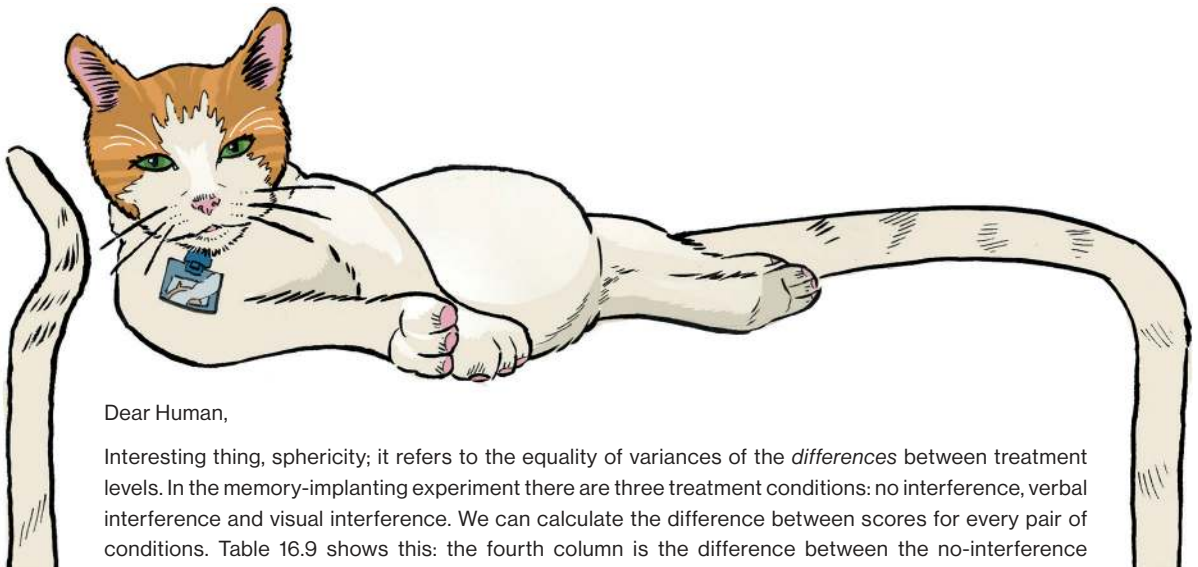 Dear Human,
Interesting thing, sphericity; it refers to the equality of variances of the differences between treatment
levels. In the memory-implanting experiment there are three treatment conditions: no interference, verbal
interference and visual interference. We can calculate the difference between scores for every pair of
conditions. Table 16.9 shows this: the fourth column is the difference between the no-interference